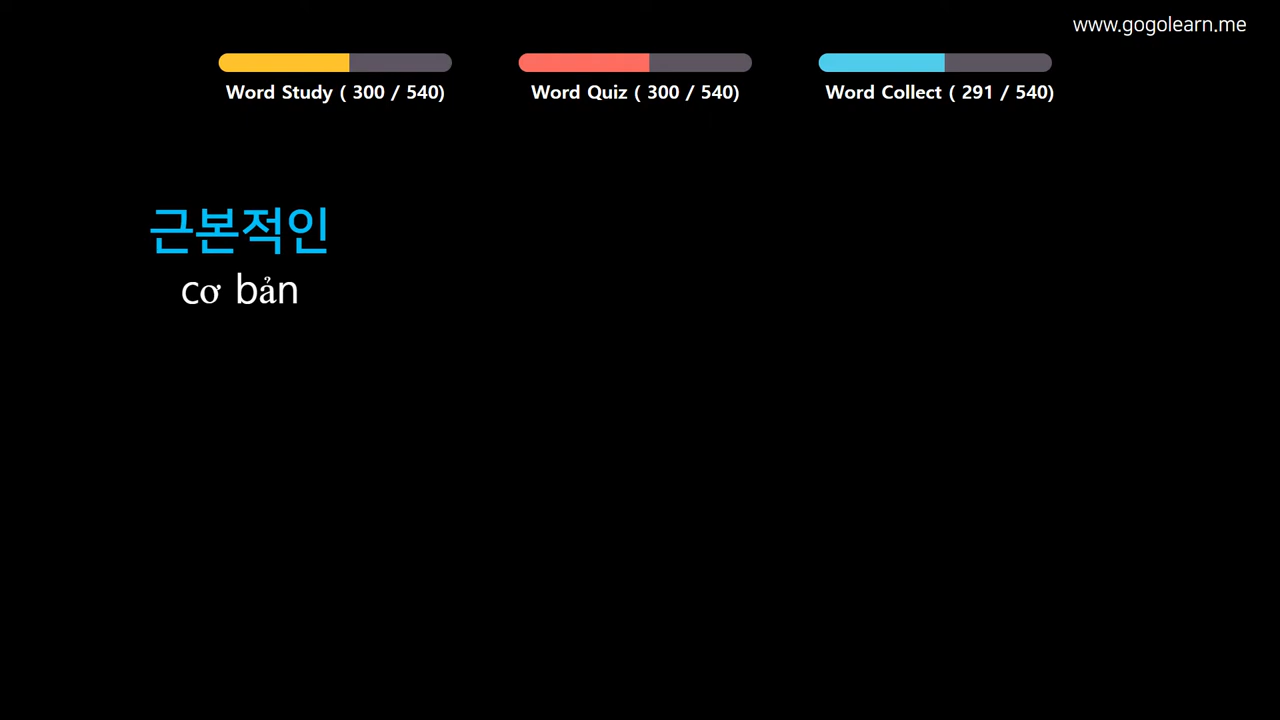 www.gogolearn.me
Word Study ( 300 / 540)
Word Quiz ( 300 / 540)
Word Collect ( 291 / 540)
근본적인
cơ bản